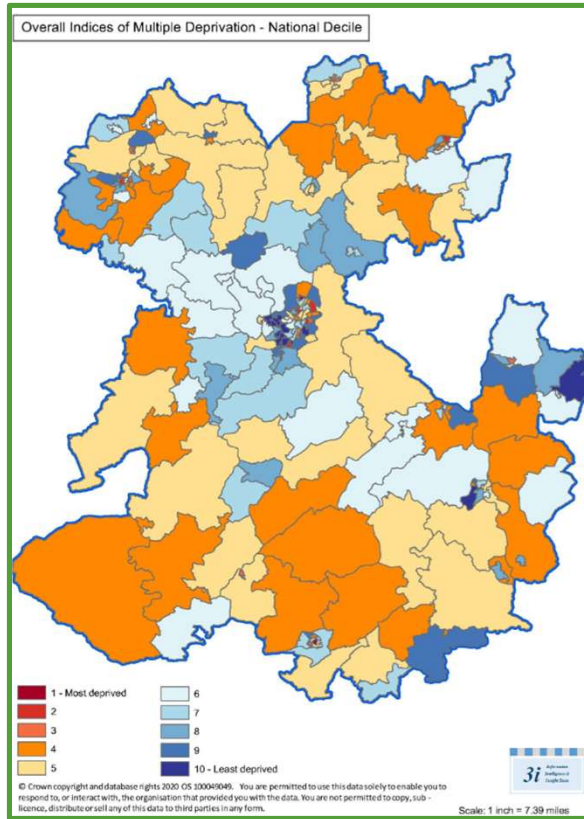 Overall Indices of Multiple Deprivation - National Decile
1 - Most deprived
2
3
4
5
6
7
8
9
10 - Least deprived
3i
Information
Intelligence &
Insight Team
© Crown copyright and database rights 2020 OS 100049049. You are permitted to use this data solely to enable you to
respond to, or interact with, the organisation that provided you with the data. You are not permitted to copy, sub -
licence, distribute or sell any of this data to third parties in any form.
Scale: 1 inch = 7.39 miles